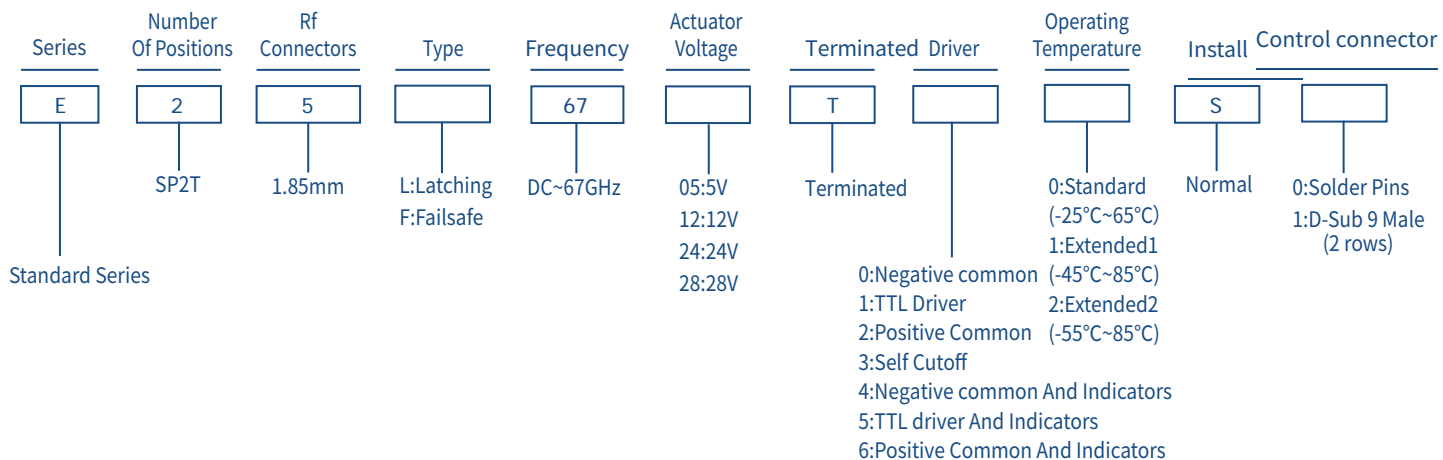 Series
Number
Of Positions
Rf
Connectors
Type
Frequency
Actuator
Voltage
Terminated
Driver
Operating
Temperature
Install
Control connector
E
2
5
67
T
S
Standard Series
SP2T
1.85mm
L:Latching
F:Failsafe
DC~67GHz
05:5V
12:12V
24:24V
28:28V
Terminated
0:Negative common
1:TTL Driver
2:Positive Common
3:Self Cutoff
4:Negative common And Indicators
5:TTL driver And Indicators
6:Positive Common And Indicators
0:Standard
(-25°C~65°C)
1:Extended1
(-45°C~85°C)
2:Extended2
(-55°C~85°C)
Normal
0:Solder Pins
1:D-Sub 9 Male
(2 rows)